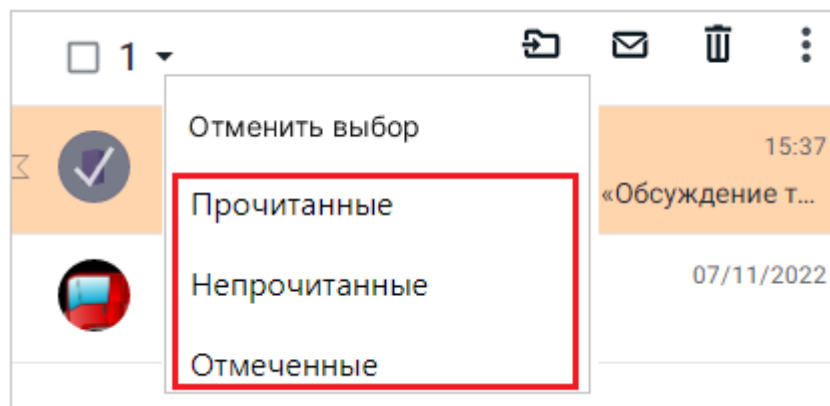 1
Отменить выбор
15:37
Прочитанные
«Обсуждение т...
Непрочитанные
07/11/2022
Отмеченные